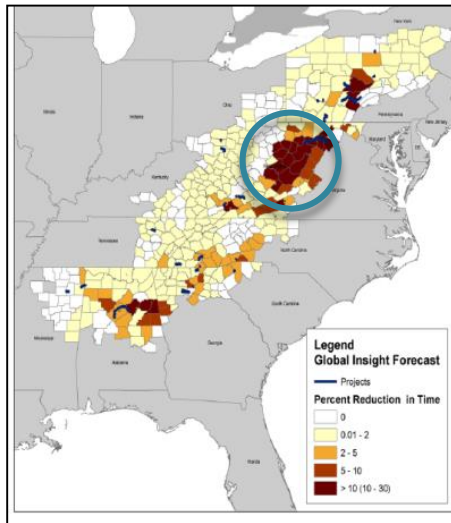 New York
Pennsylvania
New Jersey
Ohio
Maryland
DE
Indiana
Illinois
Kentucky
Tennessee
North Carolina
South Carolina
Mississippi
Alabama
Georgia
Florida
Legend
Global Insight Forecast
Projects
Percent Reduction in Time
0
0.01 - 2
2 - 5
5 - 10
> 10 (10 - 30)